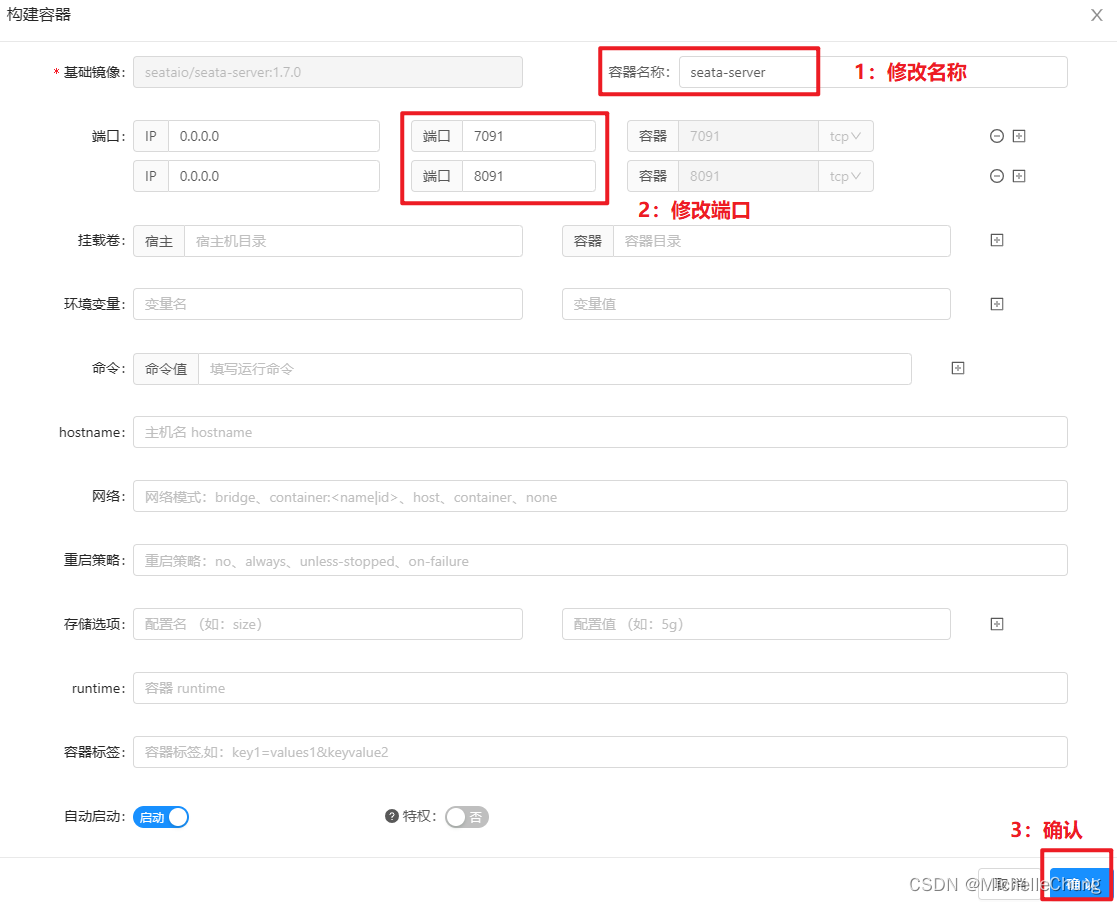 构建容器
* 基础镜像: seataio/seata-server:1.7.0 容器名称: seata-server 1：修改名称
端口: IP 0.0.0.0 端口 7091 容器 7091 tcp
IP 0.0.0.0 端口 8091 容器 8091 tcp
2：修改端口
挂载卷: 宿主 宿主机目录 容器 容器目录
环境变量: 变量名 变量值
命令: 命令值 填写运行命令
hostname: 主机名 hostname
网络: 网络模式：bridge、container:<name|id>、host、container、none
重启策略: 重启策略：no、always、unless-stopped、on-failure
存储选项: 配置名 （如：size） 配置值 （如：5g）
runtime: 容器 runtime
容器标签: 容器标签,如：key1=values1&keyvalue2
自动启动: 启动 ? 特权: 否
3：确认
取消 确认
CSDN @MichelleChung